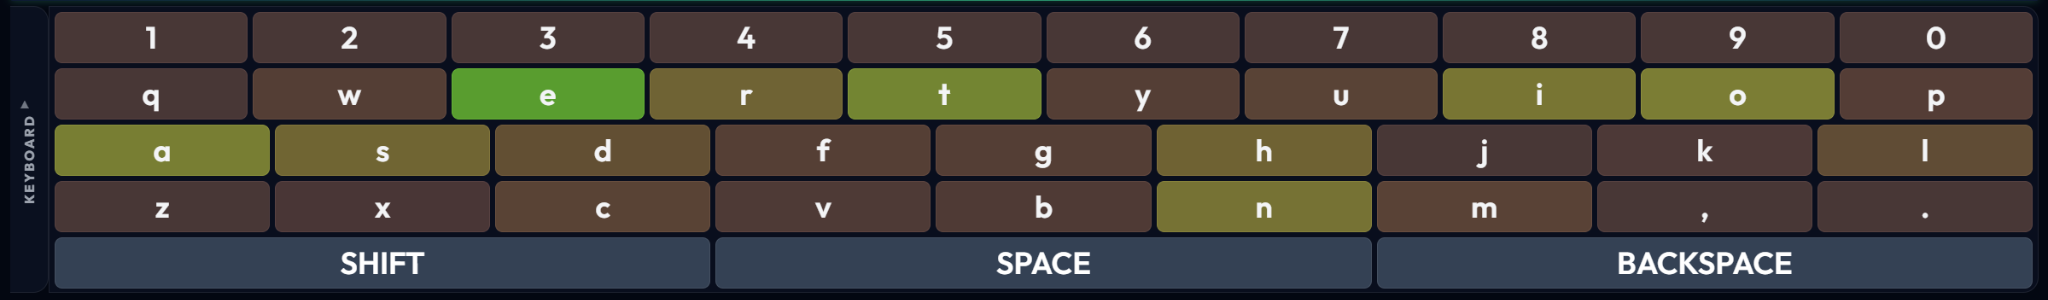 KEYBOARD ▲
1 2 3 4 5 6 7 8 9 0
q w e r t y u i o p
a s d f g h j k l
z x c v b n m , .
SHIFT SPACE BACKSPACE